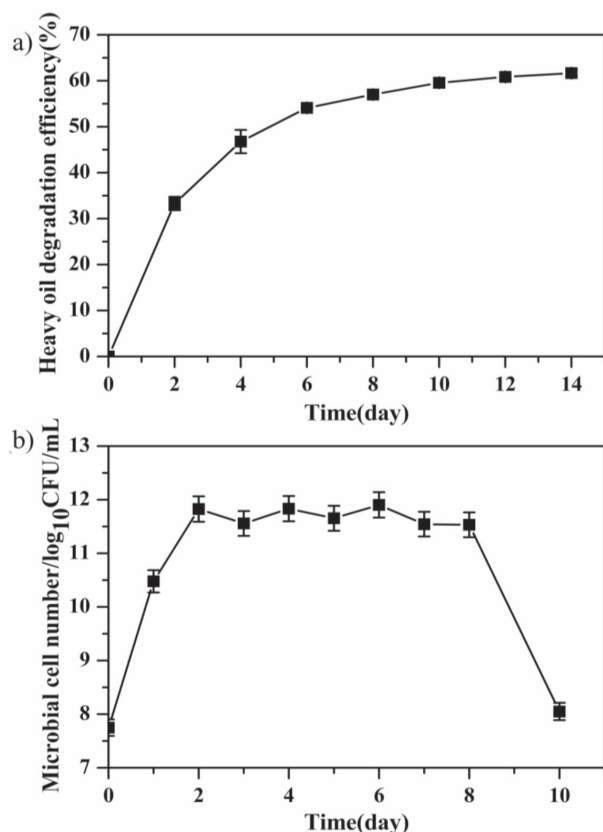 a)
Heavy oil degradation efficiency(%)
70
60
50
40
30
20
10
0
0 2 4 6 8 10 12 14
Time(day)
b)
Microbial cell number/log10CFU/mL
13
12
11
10
9
8
7
0 2 4 6 8 10
Time(day)